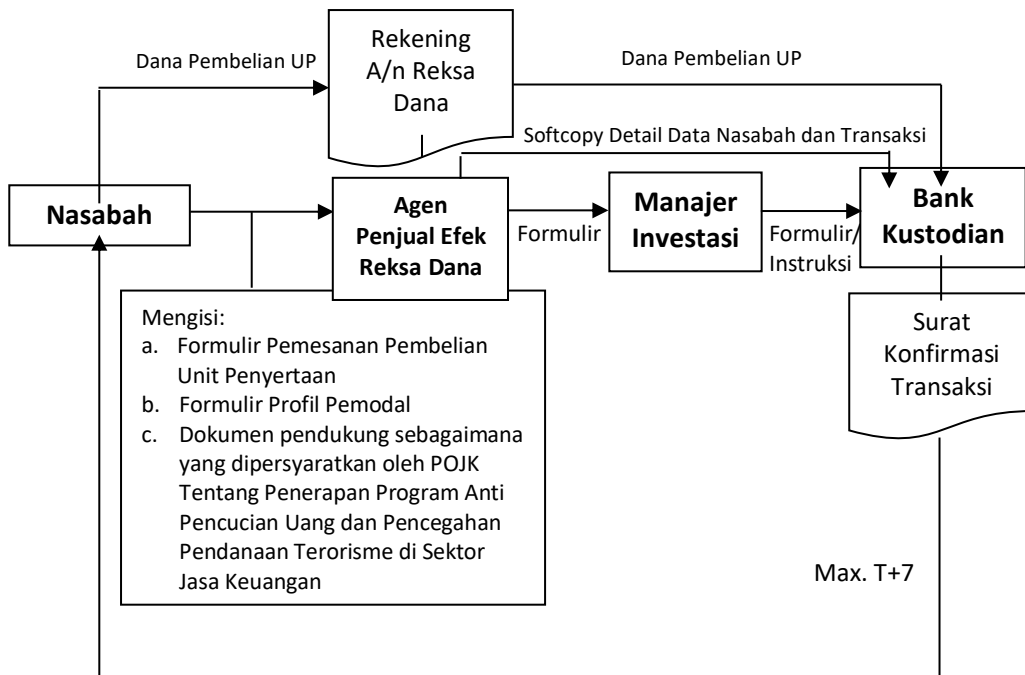 Rekening
A/n Reksa
Dana
Dana Pembelian UP
Dana Pembelian UP
Softcopy Detail Data Nasabah dan Transaksi
Nasabah
Agen
Penjual Efek
Reksa Dana
Formulir
Manajer
Investasi
Formulir/
Instruksi
Bank
Kustodian
Mengisi:
a. Formulir Pemesanan Pembelian
Unit Penyertaan
b. Formulir Profil Pemodal
c. Dokumen pendukung sebagaimana
yang dipersyaratkan oleh POJK
Tentang Penerapan Program Anti
Pencucian Uang dan Pencegahan
Pendanaan Terorisme di Sektor
Jasa Keuangan
Surat
Konfirmasi
Transaksi
Max. T+7